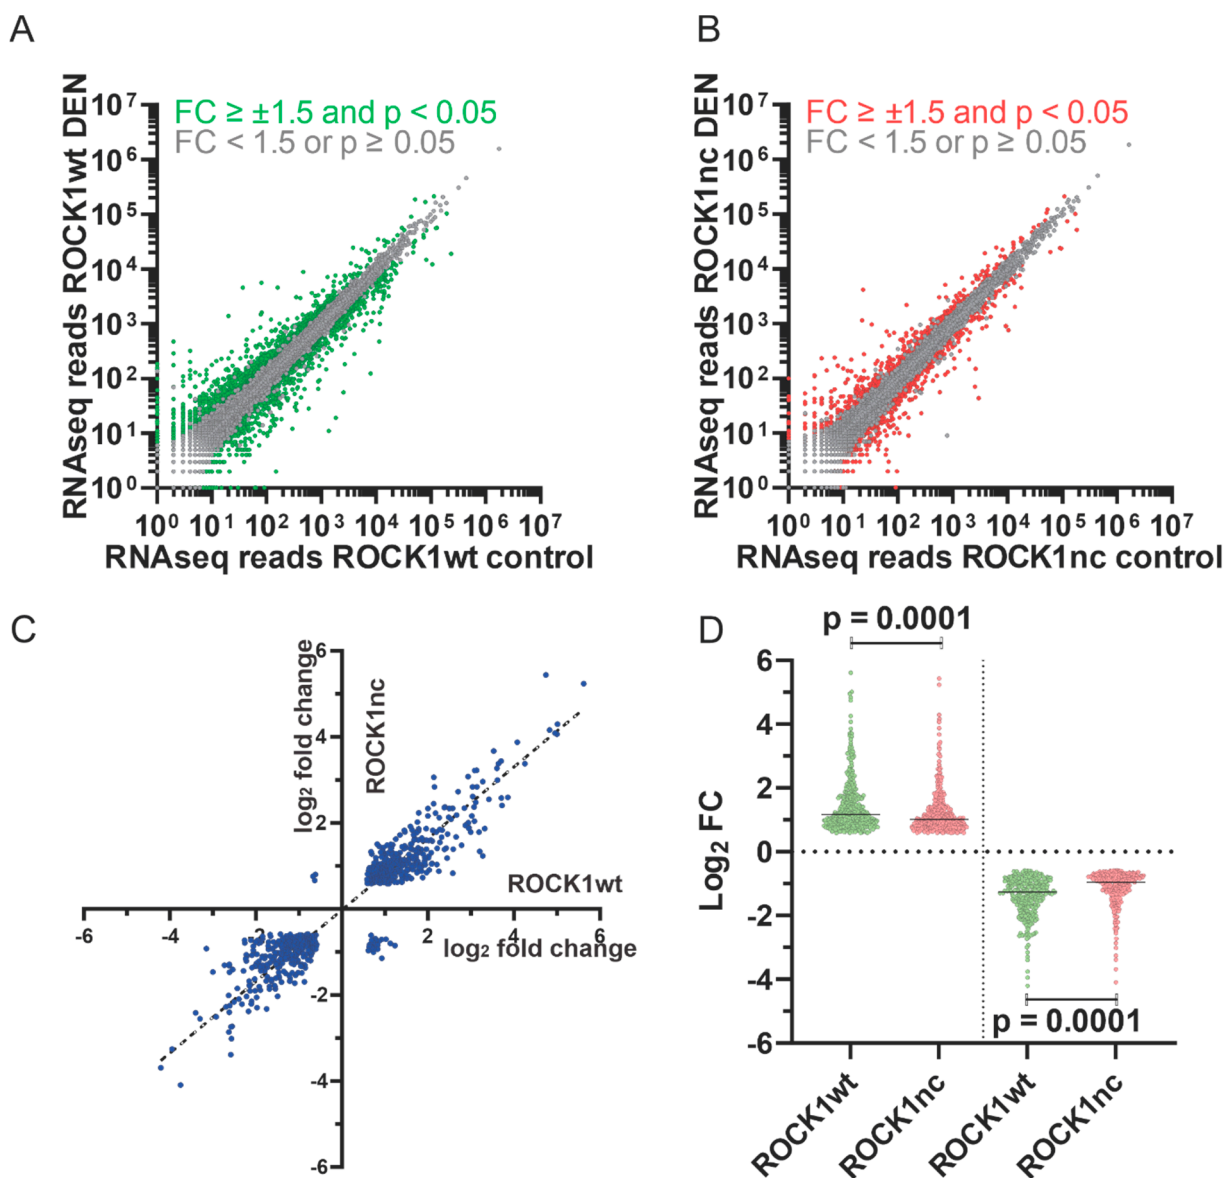 A
RNAseq reads ROCK1wt DEN
10⁷
10⁶
10⁵
10⁴
10³
10²
10¹
10⁰
FC ≥ ±1.5 and p < 0.05
FC < 1.5 or p ≥ 0.05
10⁰ 10¹ 10² 10³ 10⁴ 10⁵ 10⁶ 10⁷
RNAseq reads ROCK1wt control
B
RNAseq reads ROCK1nc DEN
10⁷
10⁶
10⁵
10⁴
10³
10²
10¹
10⁰
FC ≥ ±1.5 and p < 0.05
FC < 1.5 or p ≥ 0.05
10⁰ 10¹ 10² 10³ 10⁴ 10⁵ 10⁶ 10⁷
RNAseq reads ROCK1nc control
C
log₂ fold change
ROCK1nc
6
4
2
ROCK1wt
-6 -4 -2 2 4 6
log₂ fold change
-2
-4
-6
D
p = 0.0001
Log₂ FC
6
4
2
0
-2
-4
-6
p = 0.0001
ROCK1wt
ROCK1nc
ROCK1wt
ROCK1nc